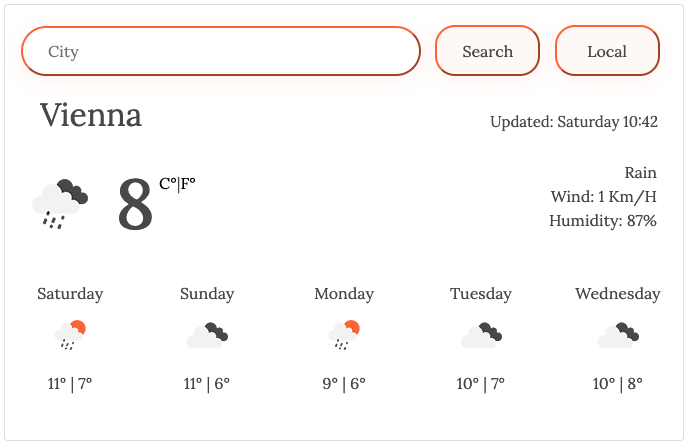 City
Search
Local
Vienna
Updated: Saturday 10:42
8 C°|F°
Rain
Wind: 1 Km/H
Humidity: 87%
Saturday Sunday Monday Tuesday Wednesday
11° | 7° 11° | 6° 9° | 6° 10° | 7° 10° | 8°